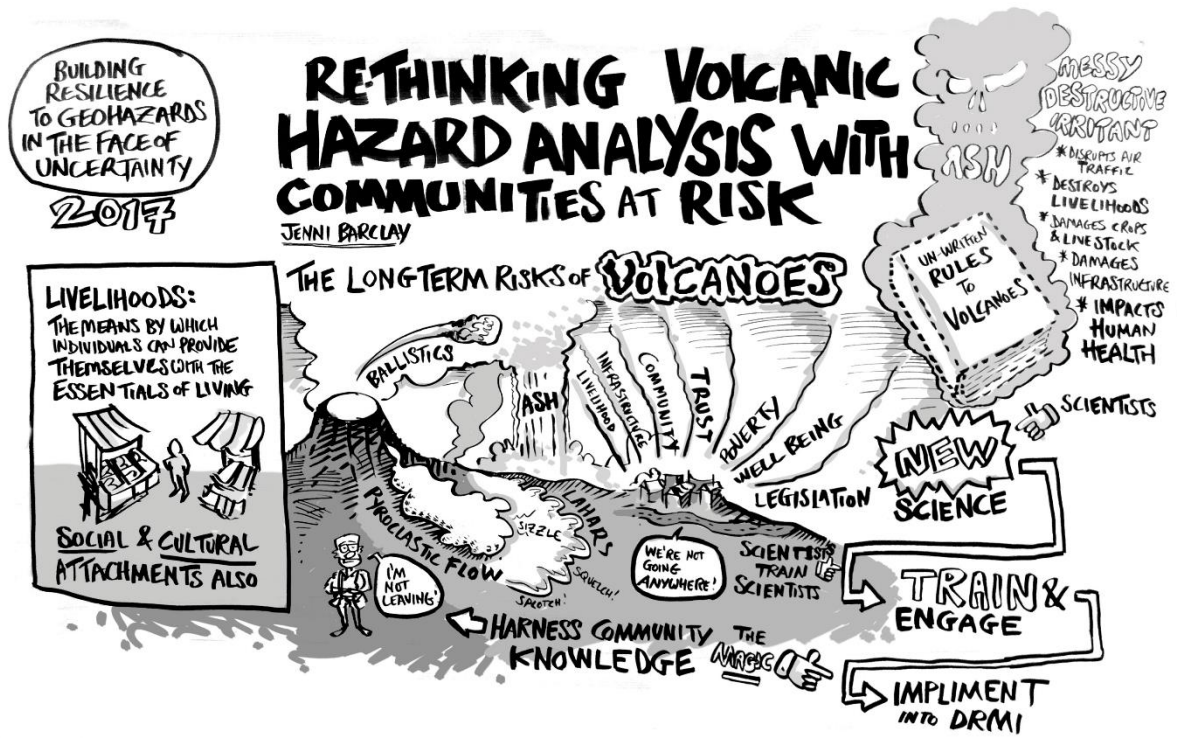 BUILDING
RESILIENCE
TO GEOHAZARDS
IN THE FACE OF
UNCERTAINTY
2017
RE-THINKING VOLCANIC
HAZARD ANALYSIS WITH
COMMUNITIES AT RISK
JENNI BARCLAY
THE LONG TERM RISKS OF VOLCANOES
LIVELIHOODS:
THE MEANS BY WHICH
INDIVIDUALS CAN PROVIDE
THEMSELVES WITH THE
ESSENTIALS OF LIVING
SOCIAL & CULTURAL
ATTACHMENTS ALSO
BALLISTICS
ASH
LIVELIHOOD
INFRASTRUCTURE
COMMUNITY
TRUST
POVERTY
WELL BEING
LEGISLATION
PYROCLASTIC FLOW
SIZZLE
LAHARS
SQUELCH!
SPLOTCH!
I'M
NOT
LEAVING!
WE'RE NOT
GOING
ANYWHERE!
SCIENTISTS
TRAIN
SCIENTISTS
HARNESS COMMUNITY
KNOWLEDGE
THE
MAGIC
ASH
MESSY
DESTRUCTIVE
IRRITANT
* DISRUPTS AIR
TRAFFIC
* DESTROYS
LIVELIHOODS
* DAMAGES CROPS
& LIVESTOCK
* DAMAGES
INFRASTRUCTURE
* IMPACTS
HUMAN
HEALTH
UN-WRITTEN
RULES
TO
VOLCANOES
SCIENTISTS
NEW
SCIENCE
TRAIN &
ENGAGE
IMPLIMENT
INTO DRMI